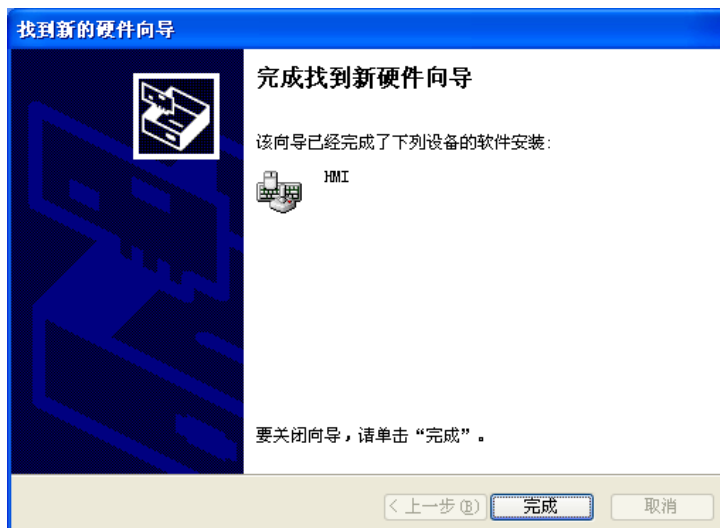 找到新的硬件向导
完成找到新硬件向导
该向导已经完成了下列设备的软件安装:
HMI
要关闭向导，请单击“完成”。
< 上一步(B)
完成
取消